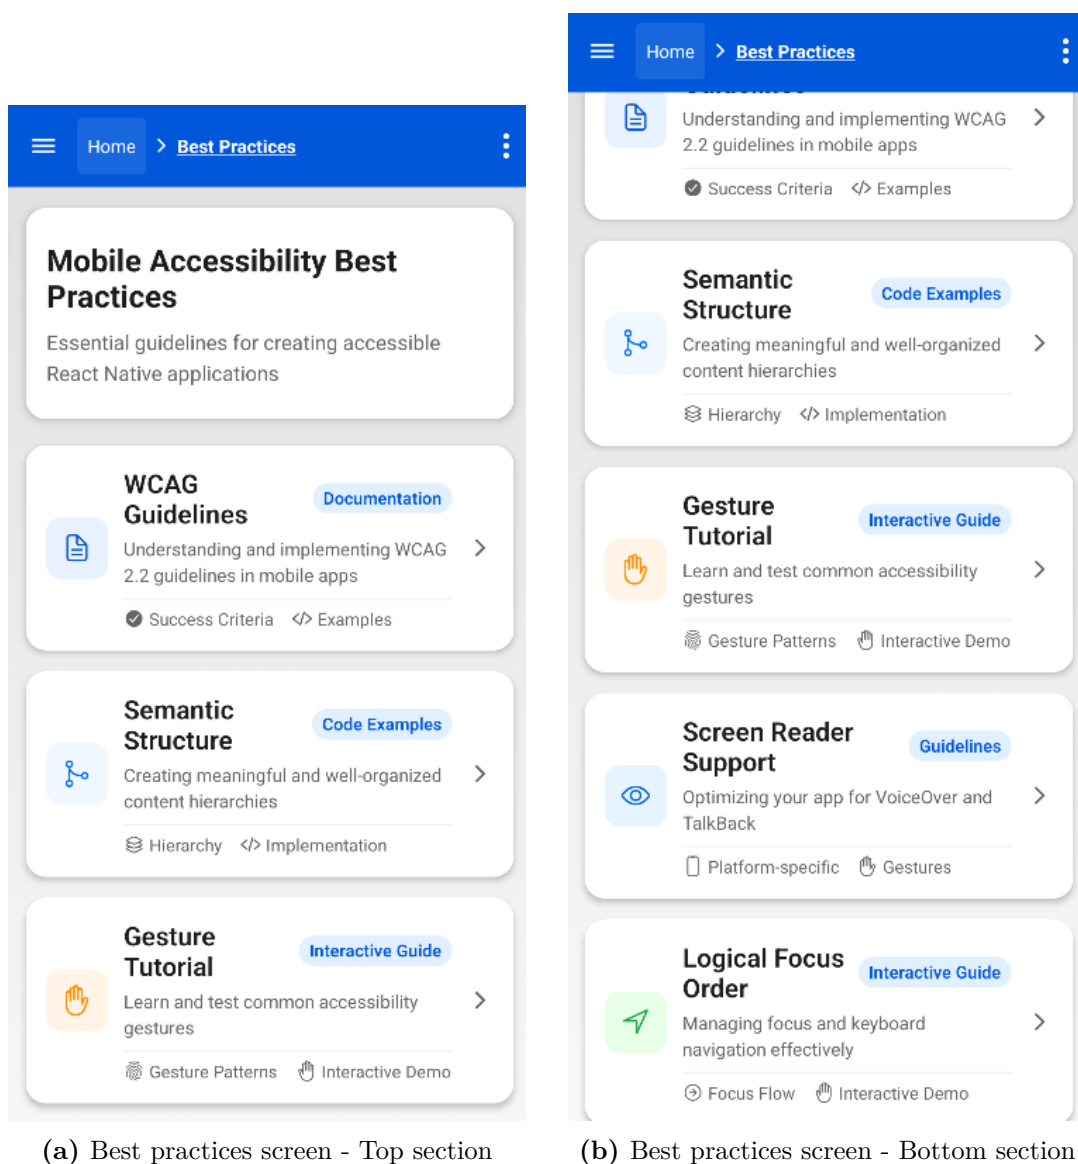 Home > Best Practices
Mobile Accessibility Best
Practices
Essential guidelines for creating accessible
React Native applications
WCAG
Guidelines
Documentation
Understanding and implementing WCAG
2.2 guidelines in mobile apps
Success Criteria </> Examples
Semantic
Structure
Code Examples
Creating meaningful and well-organized
content hierarchies
Hierarchy </> Implementation
Gesture
Tutorial
Interactive Guide
Learn and test common accessibility
gestures
Gesture Patterns Interactive Demo
(a) Best practices screen - Top section
Home > Best Practices
Understanding and implementing WCAG
2.2 guidelines in mobile apps
Success Criteria </> Examples
Semantic
Structure
Code Examples
Creating meaningful and well-organized
content hierarchies
Hierarchy </> Implementation
Gesture
Tutorial
Interactive Guide
Learn and test common accessibility
gestures
Gesture Patterns Interactive Demo
Screen Reader
Support
Guidelines
Optimizing your app for VoiceOver and
TalkBack
Platform-specific Gestures
Logical Focus
Order
Interactive Guide
Managing focus and keyboard
navigation effectively
Focus Flow Interactive Demo
(b) Best practices screen - Bottom section